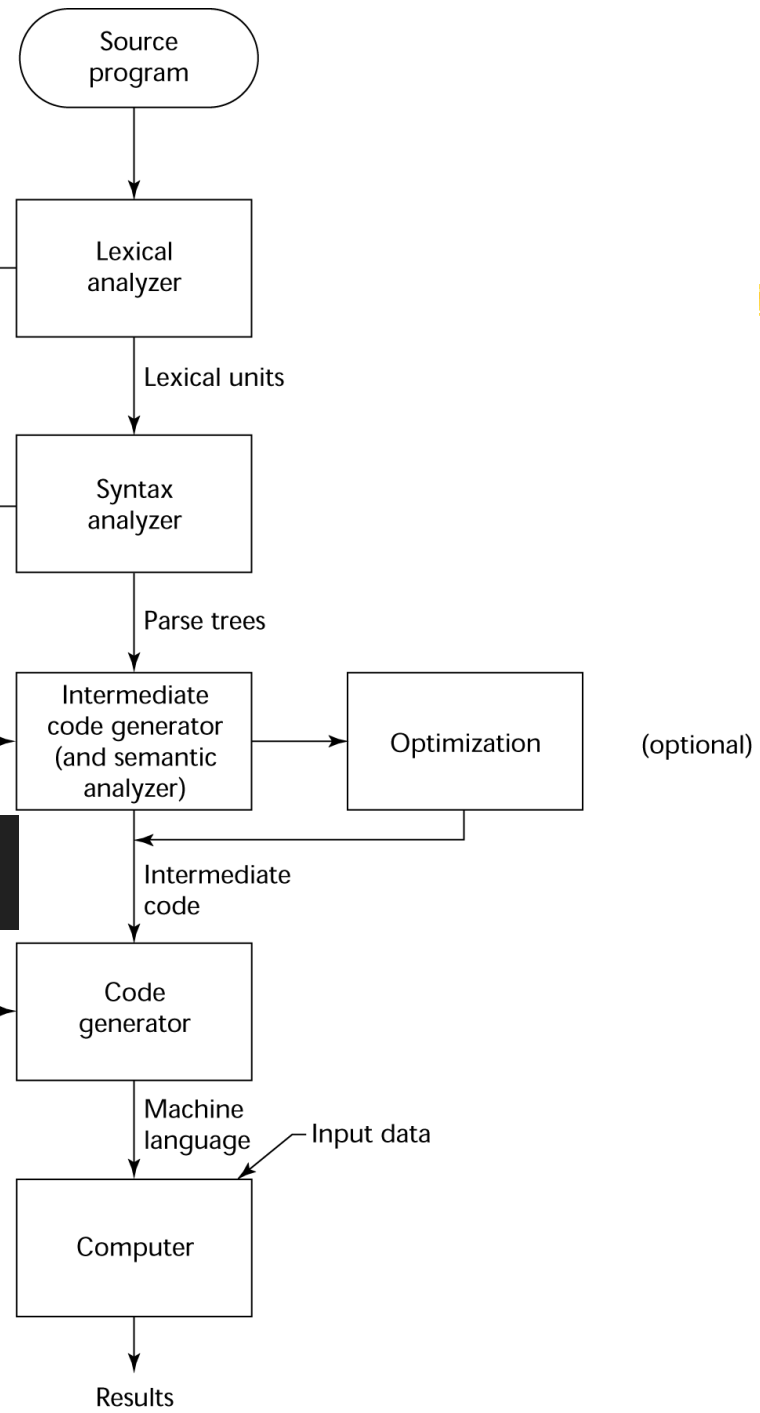 Source
program
Lexical
analyzer
Lexical units
Syntax
analyzer
Parse trees
Intermediate
code generator
(and semantic
analyzer)
Optimization
(optional)
Intermediate
code
Code
generator
Machine
language
Input data
Computer
Results